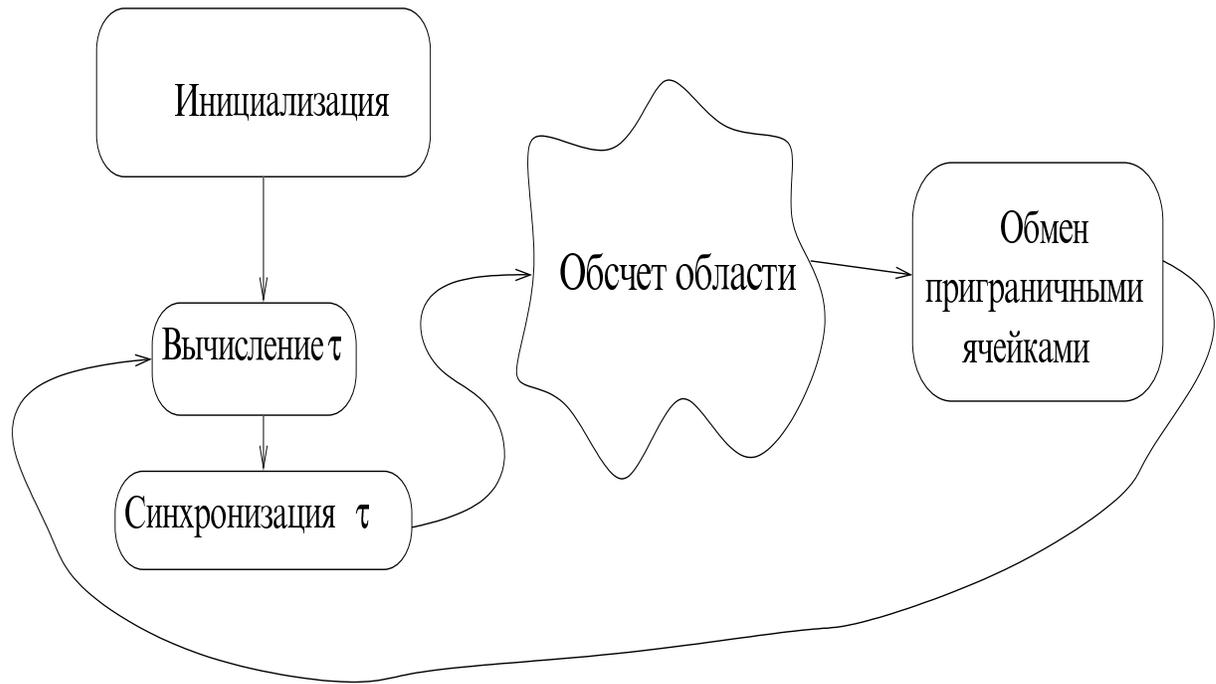 Инициализация
Вычисление τ
Синхронизация τ
Обсчет области
Обмен
приграничными
ячейками